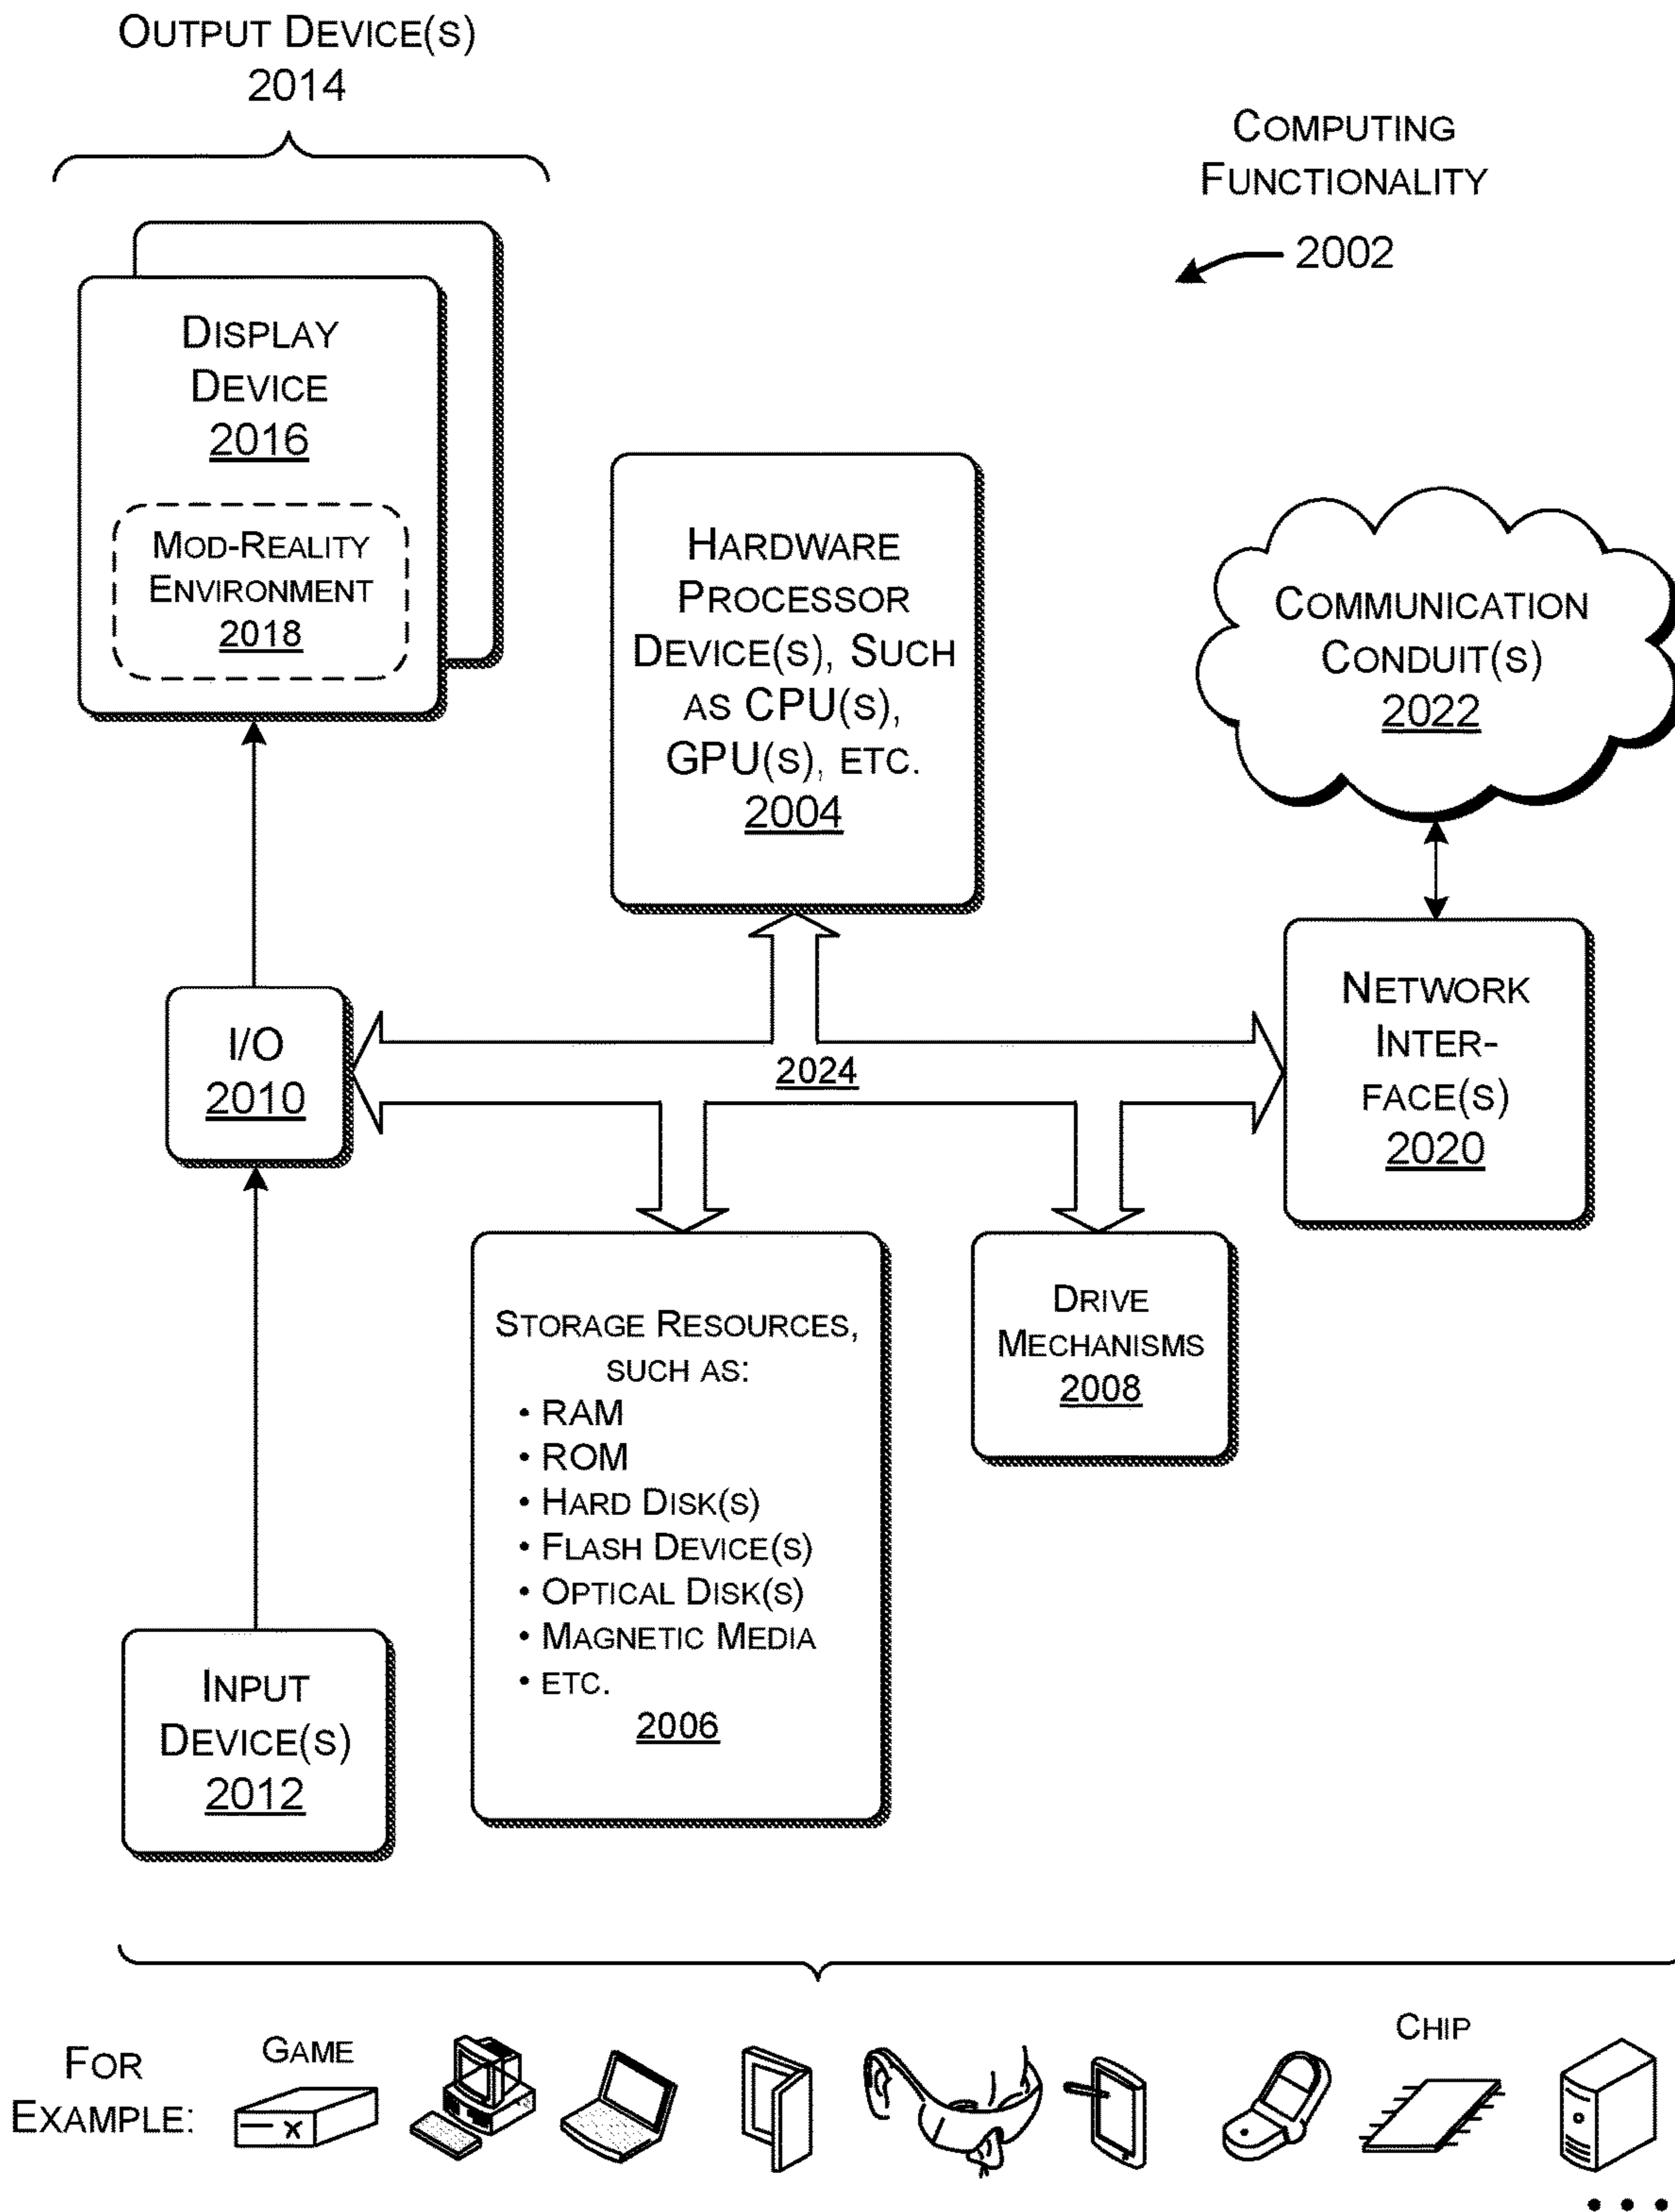 OUTPUT DEVICE(S)
2014
COMPUTING
FUNCTIONALITY
2002
DISPLAY
DEVICE
2016
MOD-REALITY
ENVIRONMENT
2018
HARDWARE
PROCESSOR
DEVICE(S), SUCH
AS CPU(S),
GPU(S), ETC.
2004
COMMUNICATION
CONDUIT(S)
2022
I/O
2010
2024
NETWORK
INTER-
FACE(S)
2020
STORAGE RESOURCES,
SUCH AS:
• RAM
• ROM
• HARD DISK(S)
• FLASH DEVICE(S)
• OPTICAL DISK(S)
• MAGNETIC MEDIA
• ETC.
2006
DRIVE
MECHANISMS
2008
INPUT
DEVICE(S)
2012
FOR
EXAMPLE:
GAME
X
CHIP
• • •